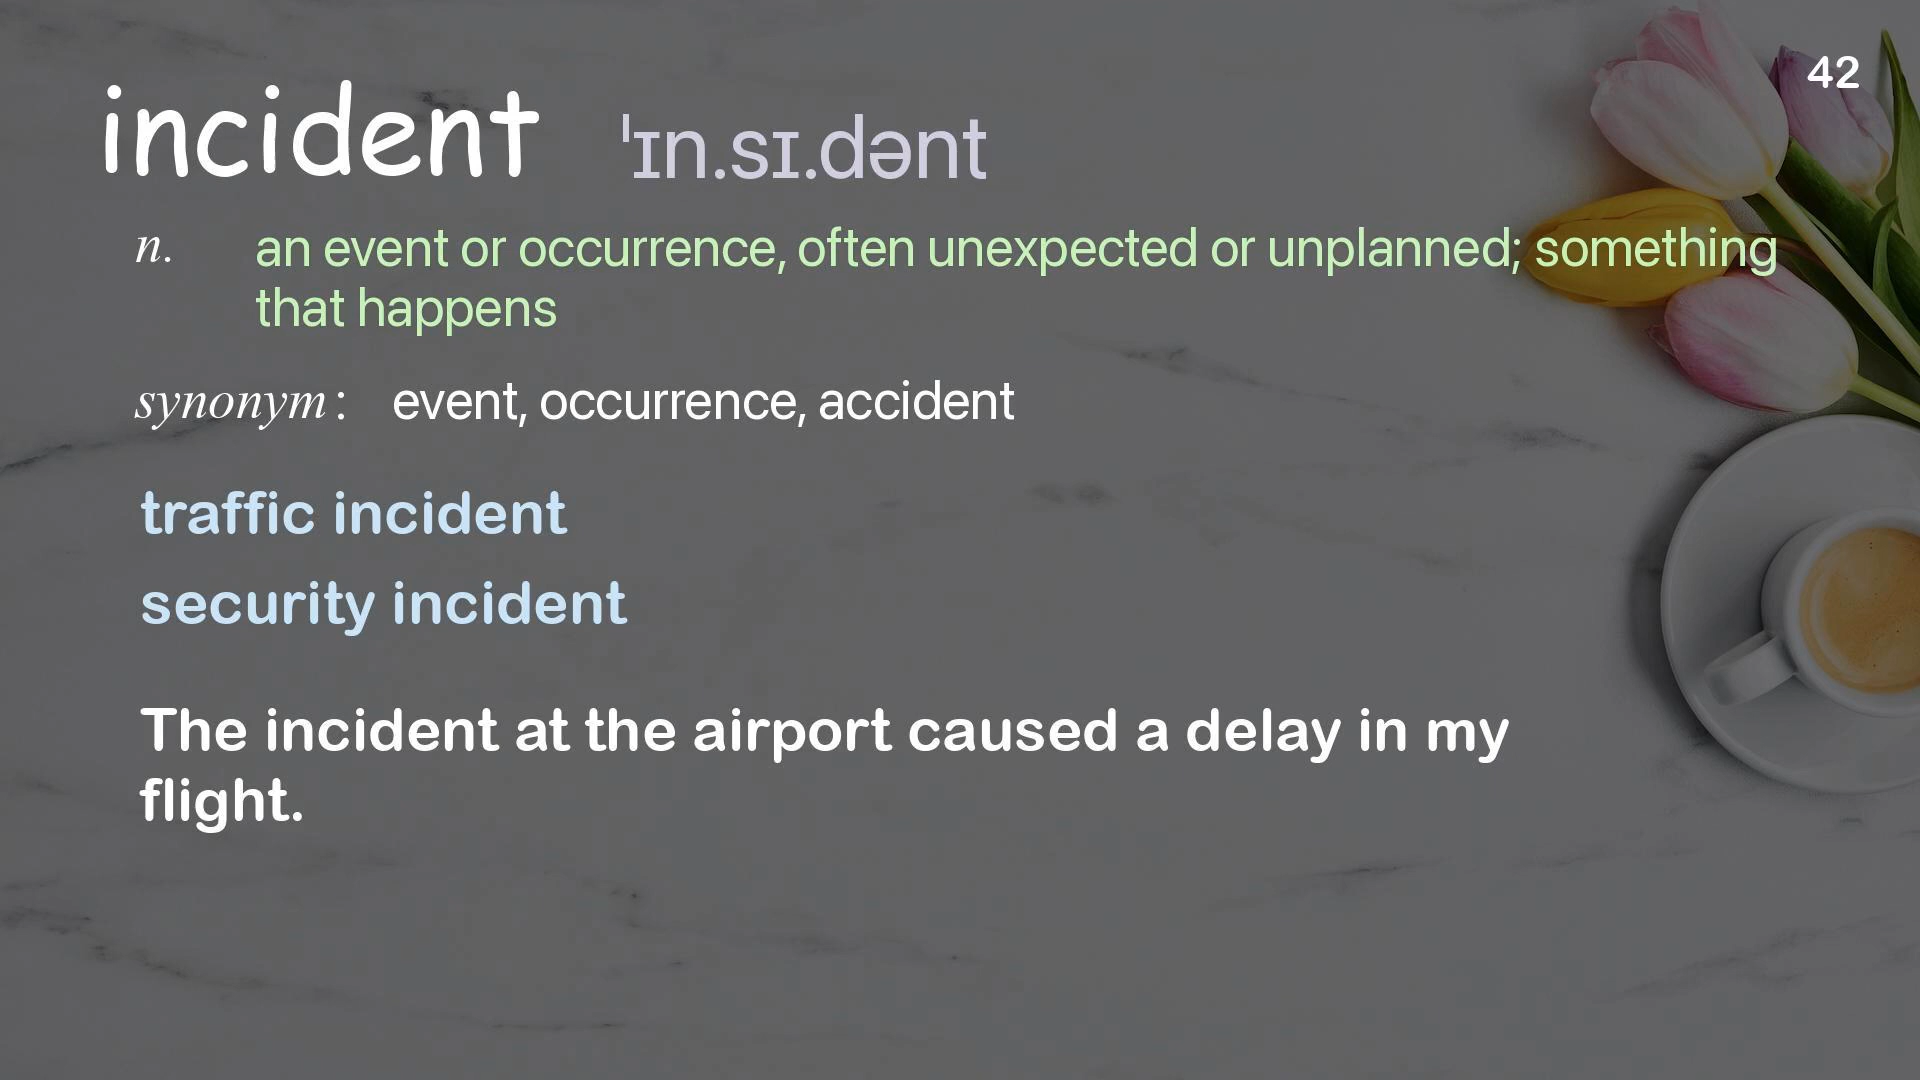 42
incident ˈɪn.sɪ.dənt
n. an event or occurrence, often unexpected or unplanned; something
that happens
synonym: event, occurrence, accident
traffic incident
security incident
The incident at the airport caused a delay in my
flight.